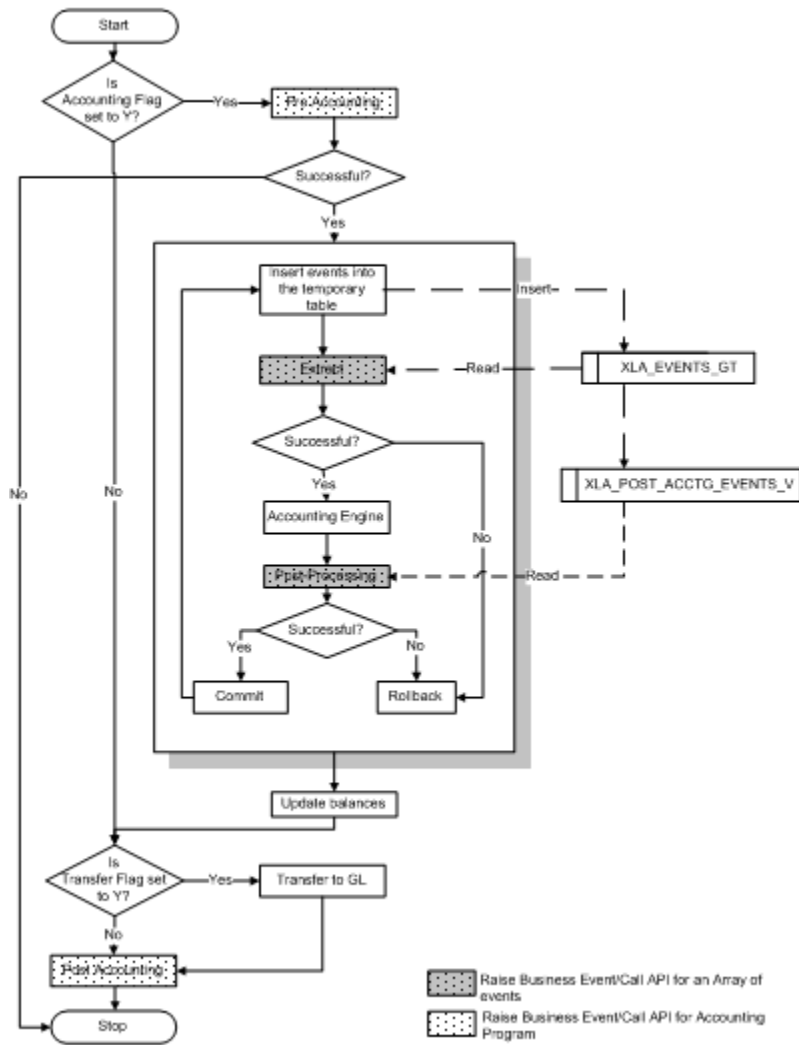 Start
Is
Accounting Flag
set to Y?
Yes
Pre Accounting
Successful?
Yes
Insert events into
the temporary
table
Insert
Extract
Read
XLA_EVENTS_GT
Successful?
No
No
Yes
XLA_POST_ACCTG_EVENTS_V
Accounting Engine
No
Post-Processing
Read
Successful?
Yes
No
Commit
Rollback
Update balances
Is
Transfer Flag set
to Y?
Yes
Transfer to GL
No
Post Accounting
Raise Business Event/Call API for an Array of
events
Stop
Raise Business Event/Call API for Accounting
Program